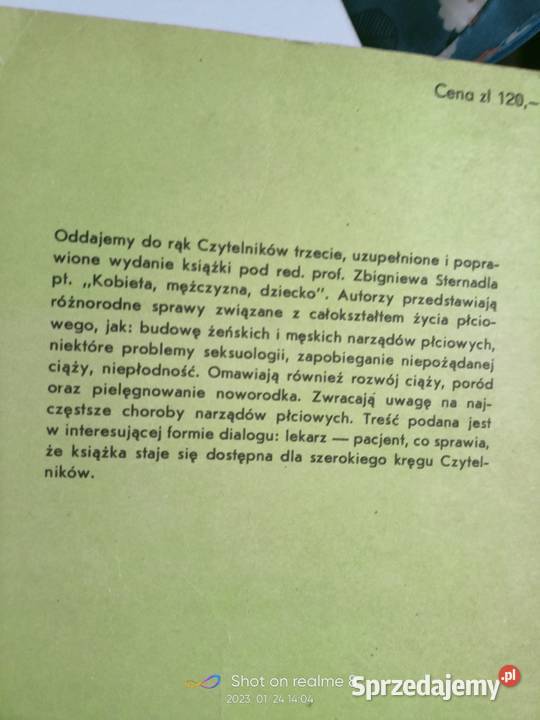 Cena zł 120,–
Oddajemy do rąk Czytelników trzecie, uzupełnione i popra-
wione wydanie książki pod red. prof. Zbigniewa Sternadla
pt. „Kobieta, mężczyzna, dziecko". Autorzy przedstawiają
różnorodne sprawy związane z całokształtem życia płcio-
wego, jak: budowę żeńskich i męskich narządów płciowych,
niektóre problemy seksuologii, zapobieganie niepożądanej
ciąży, niepłodność. Omawiają również rozwój ciąży, poród
oraz pielęgnowanie noworodka. Zwracają uwagę na naj-
częstsze choroby narządów płciowych. Treść podana jest
w interesującej formie dialogu: lekarz — pacjent, co sprawia,
że książka staje się dostępna dla szerokiego kręgu Czytel-
ników.
Shot on realme 8
2023. 01. 24 14:04
Sprzedajemy.pl